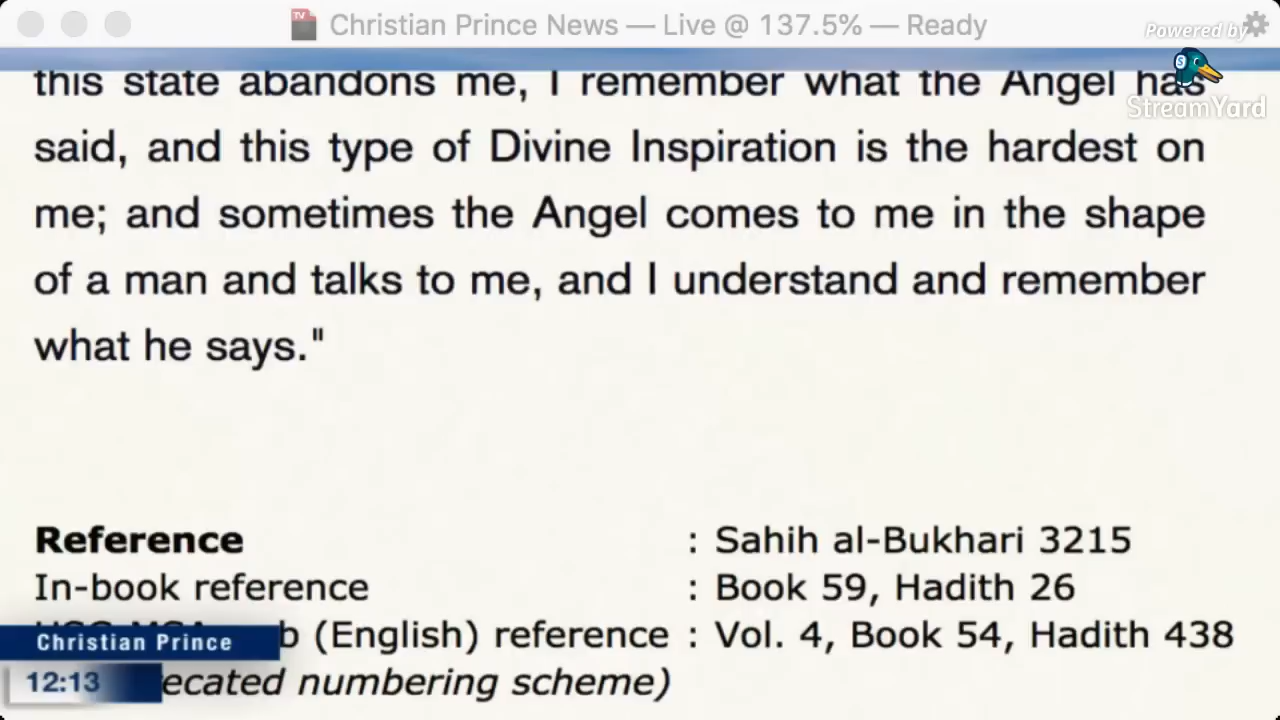 Christian Prince News — Live @ 137.5% — Ready
Powered by
StreamYard
this state abandons me, I remember what the Angel has
said, and this type of Divine Inspiration is the hardest on
me; and sometimes the Angel comes to me in the shape
of a man and talks to me, and I understand and remember
what he says."
Reference : Sahih al-Bukhari 3215
In-book reference : Book 59, Hadith 26
(English) reference : Vol. 4, Book 54, Hadith 438
Christian Prince
12:13
numbering scheme)